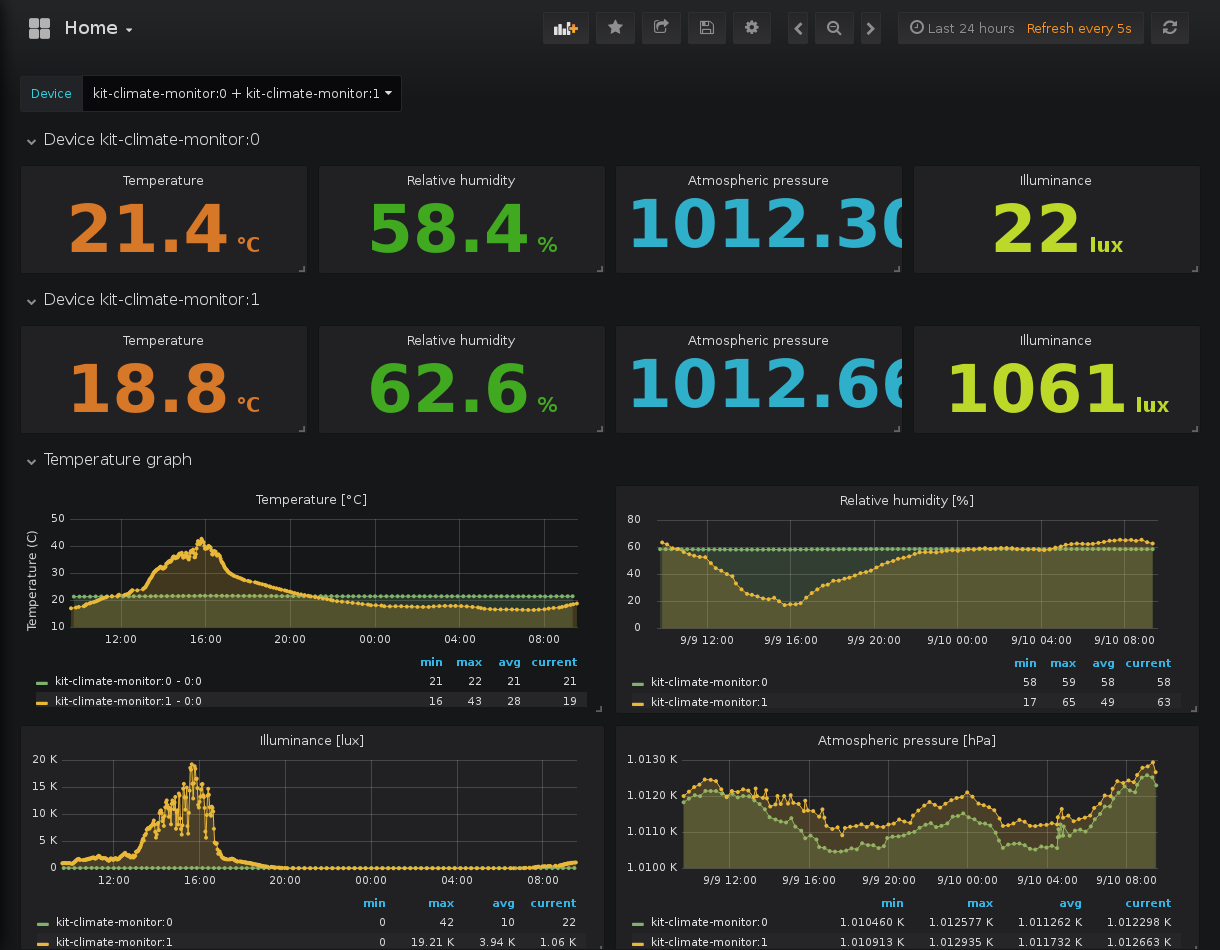 Home
Last 24 hours Refresh every 5s
Device kit-climate-monitor:0 + kit-climate-monitor:1
Device kit-climate-monitor:0
Temperature Relative humidity Atmospheric pressure Illuminance
21.4 °C 58.4 % 1012.30 22 lux
Device kit-climate-monitor:1
Temperature Relative humidity Atmospheric pressure Illuminance
18.8 °C 62.6 % 1012.66 1061 lux
Temperature graph
Temperature [°C]
Temperature (C)
50
40
30
20
10
12:00 16:00 20:00 00:00 04:00 08:00
min max avg current
kit-climate-monitor:0 - 0:0 21 22 21 21
kit-climate-monitor:1 - 0:0 16 43 28 19
Relative humidity [%]
80
60
40
20
0
9/9 12:00 9/9 16:00 9/9 20:00 9/10 00:00 9/10 04:00 9/10 08:00
min max avg current
kit-climate-monitor:0 58 59 58 58
kit-climate-monitor:1 17 65 49 63
Illuminance [lux]
20 K
15 K
10 K
5 K
0
12:00 16:00 20:00 00:00 04:00 08:00
min max avg current
kit-climate-monitor:0 0 42 10 22
kit-climate-monitor:1 0 19.21 K 3.94 K 1.06 K
Atmospheric pressure [hPa]
1.0130 K
1.0120 K
1.0110 K
1.0100 K
9/9 12:00 9/9 16:00 9/9 20:00 9/10 00:00 9/10 04:00 9/10 08:00
min max avg current
kit-climate-monitor:0 1.010460 K 1.012577 K 1.011262 K 1.012298 K
kit-climate-monitor:1 1.010913 K 1.012935 K 1.011732 K 1.012663 K